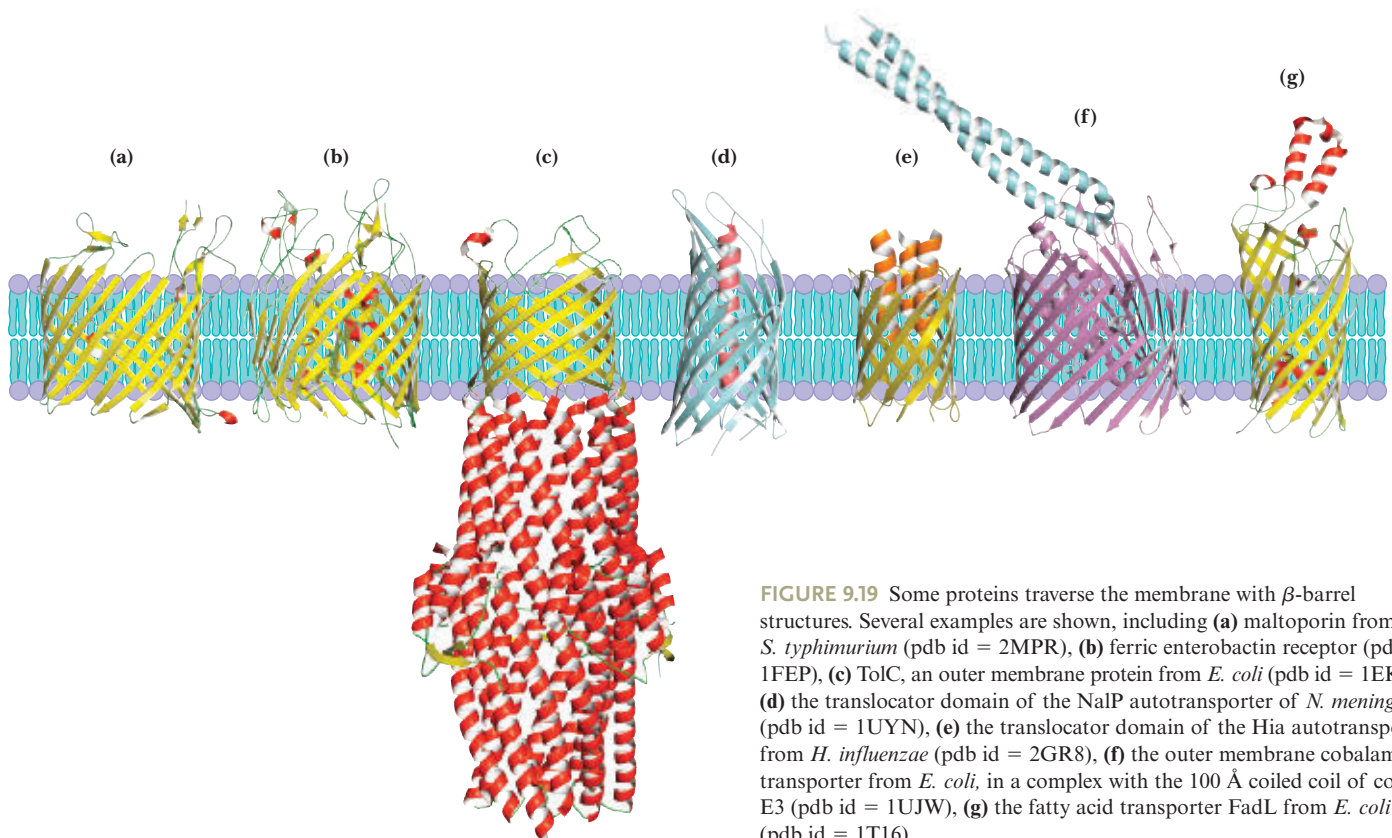 (a)
(b)
(c)
(d)
(e)
(f)
(g)
FIGURE 9.19 Some proteins traverse the membrane with β-barrel
structures. Several examples are shown, including (a) maltoporin from
S. typhimurium (pdb id = 2MPR), (b) ferric enterobactin receptor (pd
1FEP), (c) TolC, an outer membrane protein from E. coli (pdb id = 1EK
(d) the translocator domain of the NalP autotransporter of N. mening
(pdb id = 1UYN), (e) the translocator domain of the Hia autotranspo
from H. influenzae (pdb id = 2GR8), (f) the outer membrane cobalam
transporter from E. coli, in a complex with the 100 Å coiled coil of co
E3 (pdb id = 1UJW), (g) the fatty acid transporter FadL from E. coli
(pdb id = 1T16)